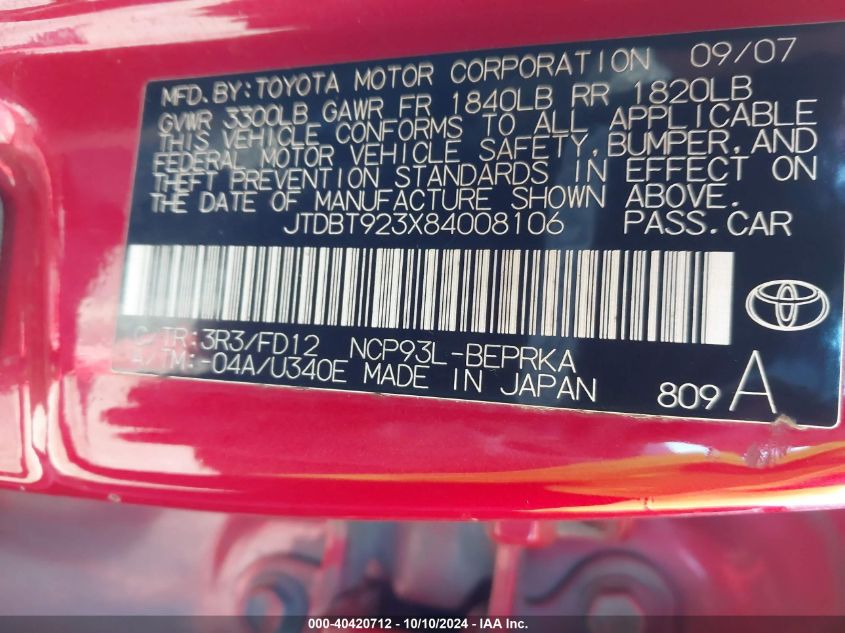 MFD.BY:TOYOTA MOTOR CORPORATION 09/07
GVWR 3300LB GAWR FR 1840LB RR 1820LB
THIS VEHICLE CONFORMS TO ALL APPLICABLE
FEDERAL MOTOR VEHICLE SAFETY,BUMPER,AND
THEFT PREVENTION STANDARDS IN EFFECT ON
THE DATE OF MANUFACTURE SHOWN ABOVE.
JTDBT923X84008106 PASS.CAR
C/TR:3R3/FD12 NCP93L-BEPRKA
A/TM:-04A/U340E MADE IN JAPAN 809 A
000-40420712 - 10/10/2024 - IAA Inc.